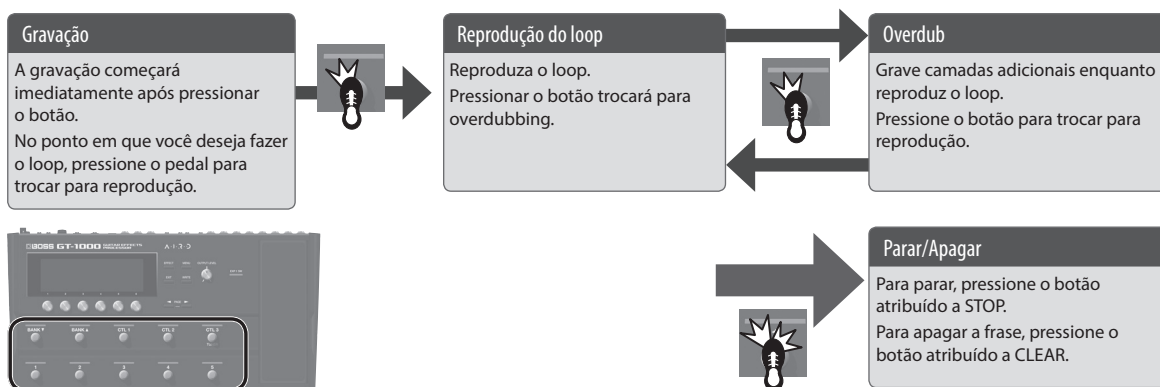 Gravação
A gravação começará
imediatamente após pressionar
o botão.
No ponto em que você deseja fazer
o loop, pressione o pedal para
trocar para reprodução.
Reprodução do loop
Reproduza o loop.
Pressionar o botão trocará para
overdubbing.
Overdub
Grave camadas adicionais enquanto
reproduz o loop.
Pressione o botão para trocar para
reprodução.
BOSS GT-1000
BANK ▼ BANK ▲ CTL 1 CTL 2 CTL 3
1 2 3 4 5
Parar/Apagar
Para parar, pressione o botão
atribuído a STOP.
Para apagar a frase, pressione o
botão atribuído a CLEAR.